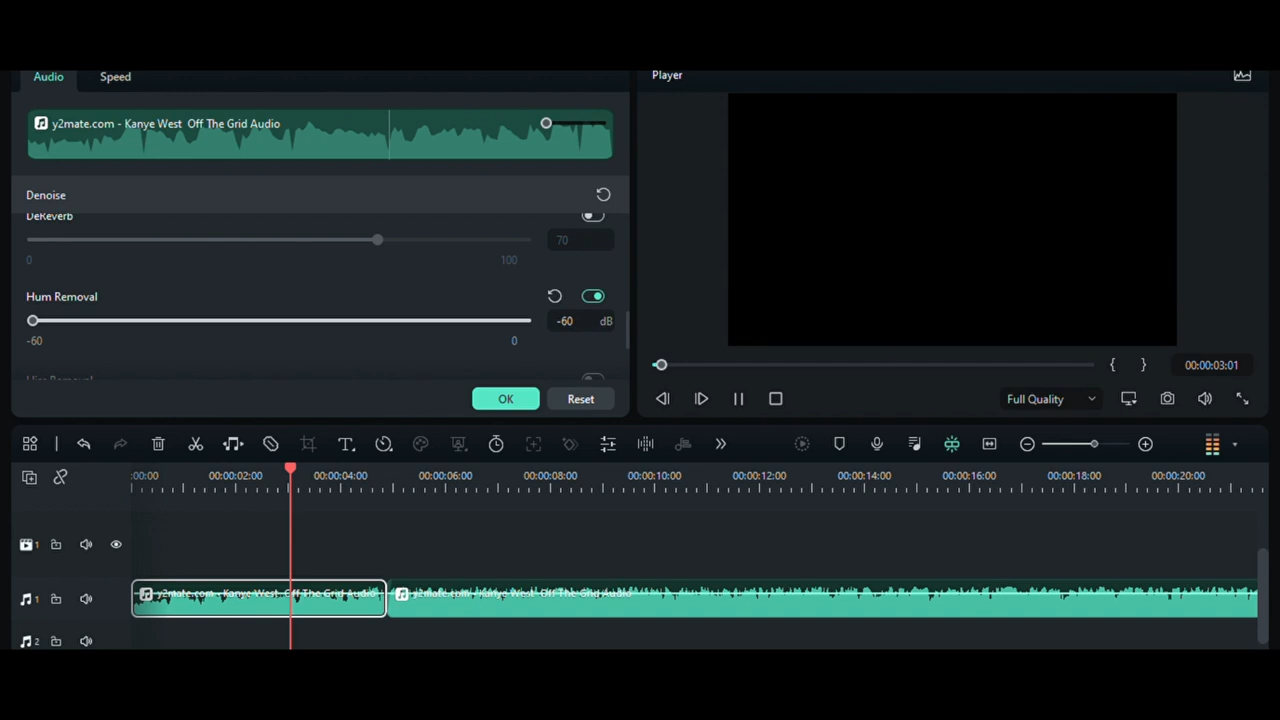 Audio Speed
Player
y2mate.com - Kanye West Off The Grid Audio
Denoise
DeReverb
70
0 100
Hum Removal
-60 dB
-60 0
Hiss Removal
OK Reset
00:00:03:01
Full Quality
:00:00 00:00:02:00 00:00:04:00 00:00:06:00 00:00:08:00 00:00:10:00 00:00:12:00 00:00:14:00 00:00:16:00 00:00:18:00 00:00:20:00
1
1
y2mate.com - Kanye West Off The Grid Audio
y2mate.com - Kanye West Off The Grid Audio
2